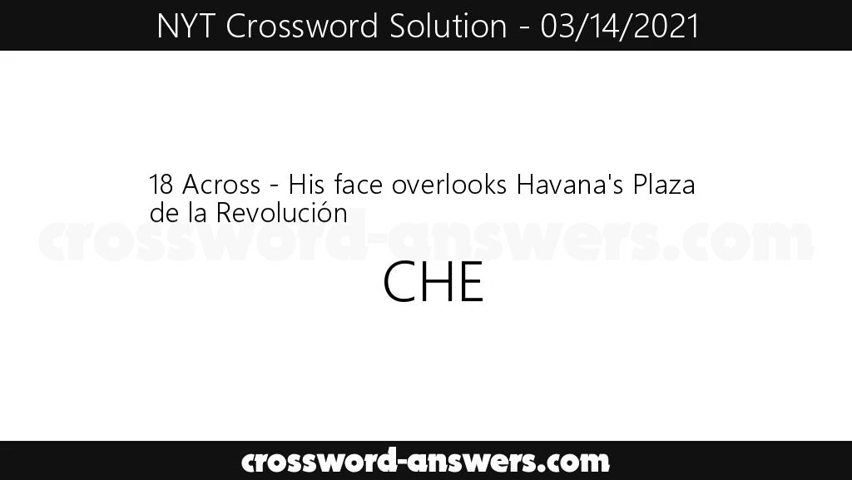 NYT Crossword Solution - 03/14/2021
18 Across - His face overlooks Havana's Plaza
de la Revolución
crossword-answers.com
CHE
crossword-answers.com